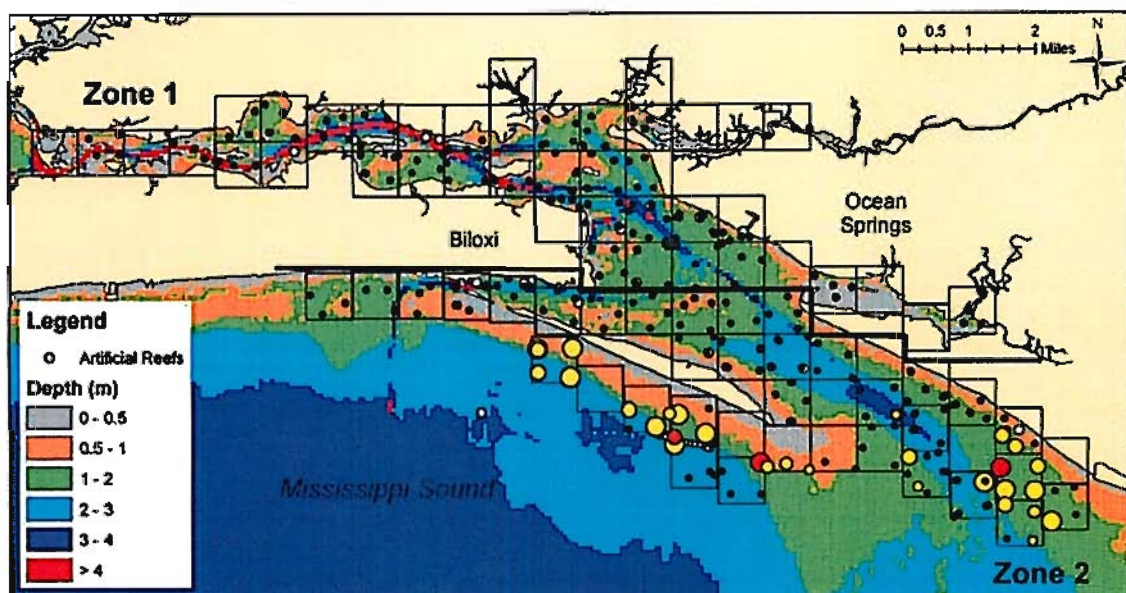 0 0.5 1 2
Miles
N
Zone 1
Ocean
Springs
Biloxi
Legend
Artificial Reefs
Depth (m)
0 - 0.5
0.5 - 1
1 - 2
2 - 3
3 - 4
> 4
Mississippi Sound
Zone 2